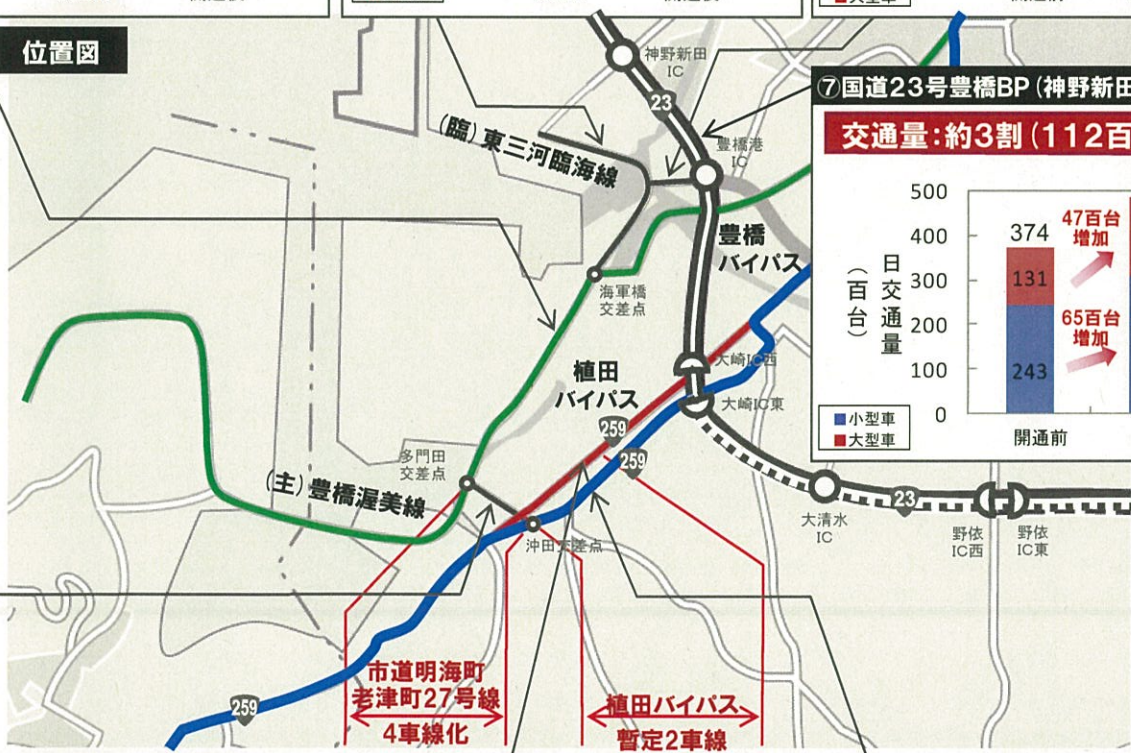 大型車
位置図
神野新田
IC
23
⑦国道23号豊橋BP(神野新田
交通量:約3割(112百
(臨)東三河臨海線
豊橋港
IC
豊橋
バイパス
海軍橋
交差点
500
400
300
200
100
0
日交通量
(百台)
374
131
243
47百台
増加
65百台
増加
小型車
大型車
開通前
植田
バイパス
大崎IC西
大崎IC東
259
259
多門田
交差点
(主)豊橋渥美線
沖田交差点
大清水
IC
23
野依
IC西
野依
IC東
市道明海町
老津町27号線
4車線化
植田バイパス
暫定2車線
259